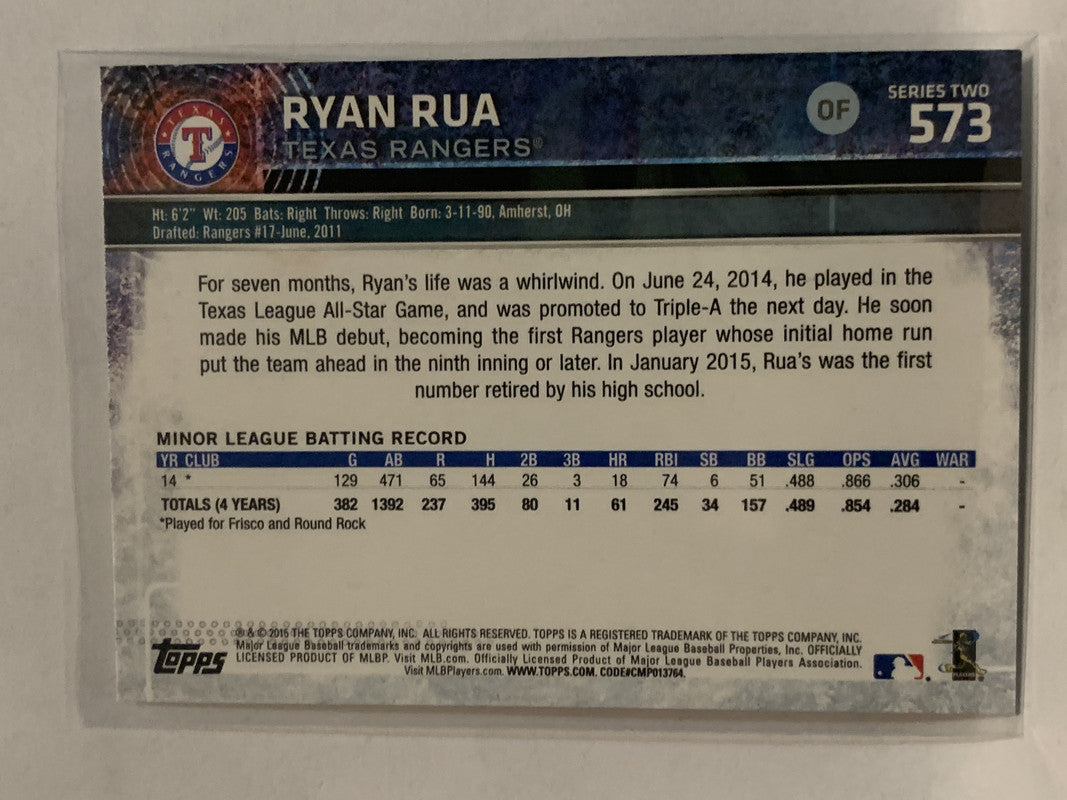 TEXAS
T
RANGERS
RYAN RUA
TEXAS RANGERS®
OF
SERIES TWO
573
Ht: 6'2" Wt: 205 Bats: Right Throws: Right Born: 3-11-90, Amherst, OH
Drafted: Rangers #17-June, 2011
For seven months, Ryan's life was a whirlwind. On June 24, 2014, he played in the
Texas League All-Star Game, and was promoted to Triple-A the next day. He soon
made his MLB debut, becoming the first Rangers player whose initial home run
put the team ahead in the ninth inning or later. In January 2015, Rua's was the first
number retired by his high school.
MINOR LEAGUE BATTING RECORD
YR CLUB G AB R H 2B 3B HR RBI SB BB SLG OPS AVG WAR
14 * 129 471 65 144 26 3 18 74 6 51 .488 .866 .306 -
TOTALS (4 YEARS) 382 1392 237 395 80 11 61 245 34 157 .489 .854 .284 -
*Played for Frisco and Round Rock
Topps
® & © 2015 THE TOPPS COMPANY, INC. ALL RIGHTS RESERVED. TOPPS IS A REGISTERED TRADEMARK OF THE TOPPS COMPANY, INC.
Major League Baseball trademarks and copyrights are used with permission of Major League Baseball Properties, Inc. OFFICIALLY
LICENSED PRODUCT OF MLBP. Visit MLB.com. Officially Licensed Product of Major League Baseball Players Association.
Visit MLBPlayers.com. WWW.TOPPS.COM. CODE#CMP013764.